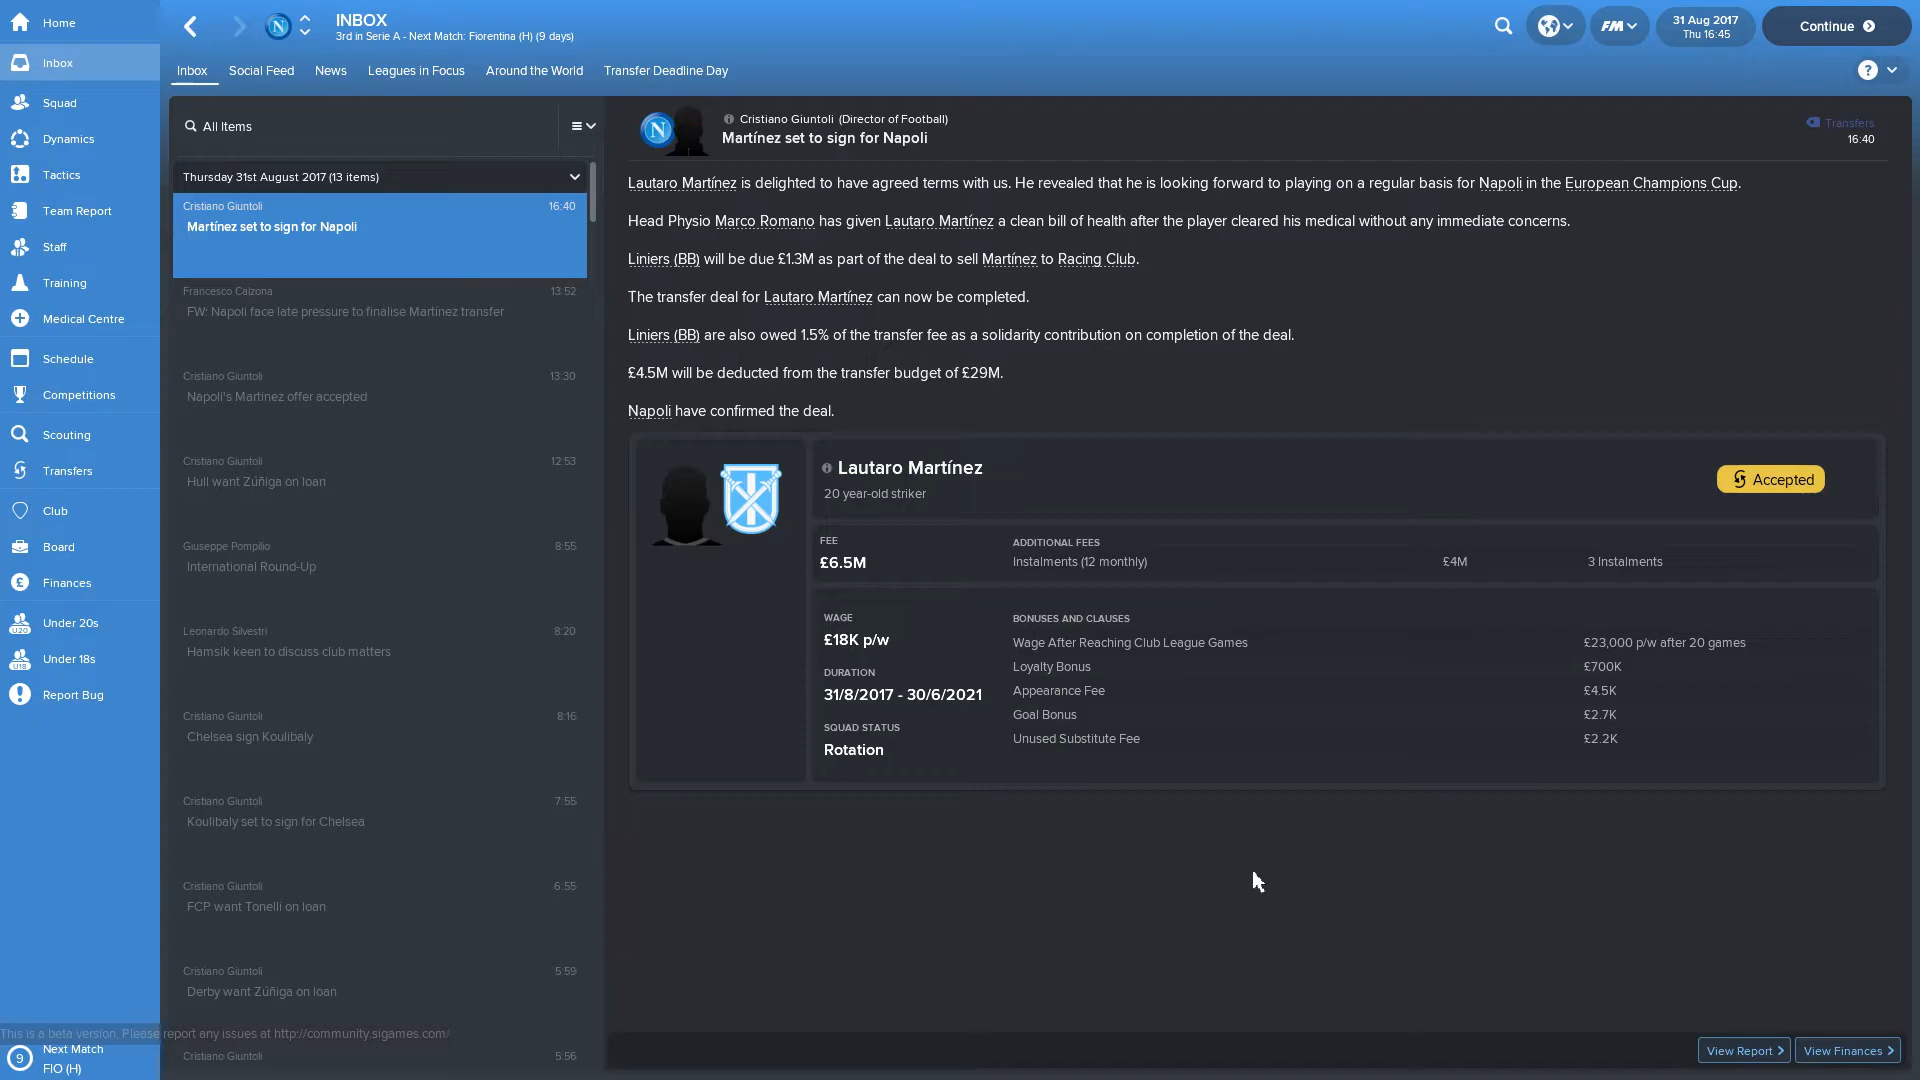 Home
Inbox
Squad
Dynamics
Tactics
Team Report
Staff
Training
Medical Centre
Schedule
Competitions
Scouting
Transfers
Club
Board
Finances
Under 20s
Under 18s
Report Bug
This is a beta version. Please report any issues at http://community.sigames.com/
9
Next Match
FIO (H)
INBOX
3rd in Serie A - Next Match: Fiorentina (H) (9 days)
FM
31 Aug 2017
Thu 16:45
Continue
Inbox Social Feed News Leagues in Focus Around the World Transfer Deadline Day
?
All Items
Thursday 31st August 2017 (13 items)
Cristiano Giuntoli 16:40
Martínez set to sign for Napoli
Francesco Calzona 13:52
FW: Napoli face late pressure to finalise Martínez transfer
Cristiano Giuntoli 13:30
Napoli's Martínez offer accepted
Cristiano Giuntoli 12:53
Hull want Zúñiga on loan
Giuseppe Pompilio 8:55
International Round-Up
Leonardo Silvestri 8:20
Hamsik keen to discuss club matters
Cristiano Giuntoli 8:16
Chelsea sign Koulibaly
Cristiano Giuntoli 7:55
Koulibaly set to sign for Chelsea
Cristiano Giuntoli 6:55
FCP want Tonelli on loan
Cristiano Giuntoli 5:59
Derby want Zúñiga on loan
Cristiano Giuntoli 5:56
Cristiano Giuntoli (Director of Football)
Martínez set to sign for Napoli
Transfers
16:40
Lautaro Martínez is delighted to have agreed terms with us. He revealed that he is looking forward to playing on a regular basis for Napoli in the European Champions Cup.
Head Physio Marco Romano has given Lautaro Martínez a clean bill of health after the player cleared his medical without any immediate concerns.
Liniers (BB) will be due £1.3M as part of the deal to sell Martínez to Racing Club.
The transfer deal for Lautaro Martínez can now be completed.
Liniers (BB) are also owed 1.5% of the transfer fee as a solidarity contribution on completion of the deal.
£4.5M will be deducted from the transfer budget of £29M.
Napoli have confirmed the deal.
Lautaro Martínez
20 year-old striker
Accepted
FEE
£6.5M
ADDITIONAL FEES
Instalments (12 monthly) £4M 3 Instalments
WAGE
£18K p/w
DURATION
31/8/2017 - 30/6/2021
SQUAD STATUS
Rotation
BONUSES AND CLAUSES
Wage After Reaching Club League Games £23,000 p/w after 20 games
Loyalty Bonus £700K
Appearance Fee £4.5K
Goal Bonus £2.7K
Unused Substitute Fee £2.2K
View Report
View Finances